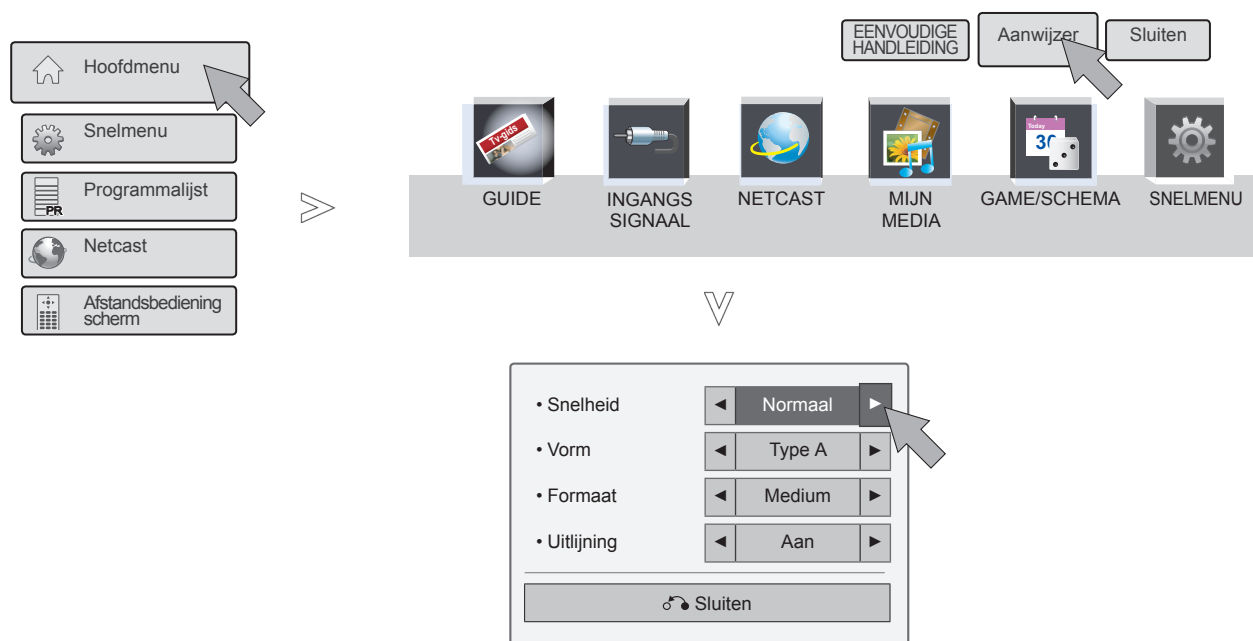 Hoofdmenu
Snelmenu
Programmalijst
PR
Netcast
Afstandsbediening
scherm
EENVOUDIGE
HANDLEIDING
Aanwijzer
Sluiten
Tv-gids
Today
30
GUIDE
INGANGS
SIGNAAL
NETCAST
MIJN
MEDIA
GAME/SCHEMA
SNELMENU
• Snelheid ◄ Normaal ►
• Vorm ◄ Type A ►
• Formaat ◄ Medium ►
• Uitlijning ◄ Aan ►
Sluiten